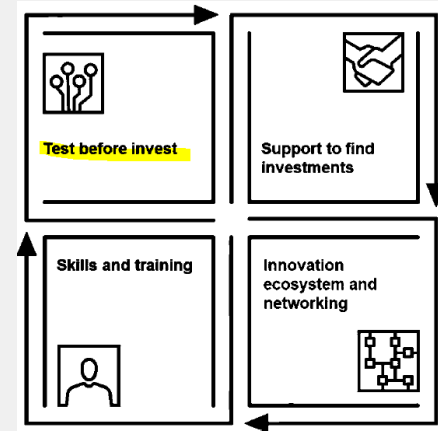 Test before invest
Support to find
investments
Skills and training
Innovation
ecosystem and
networking